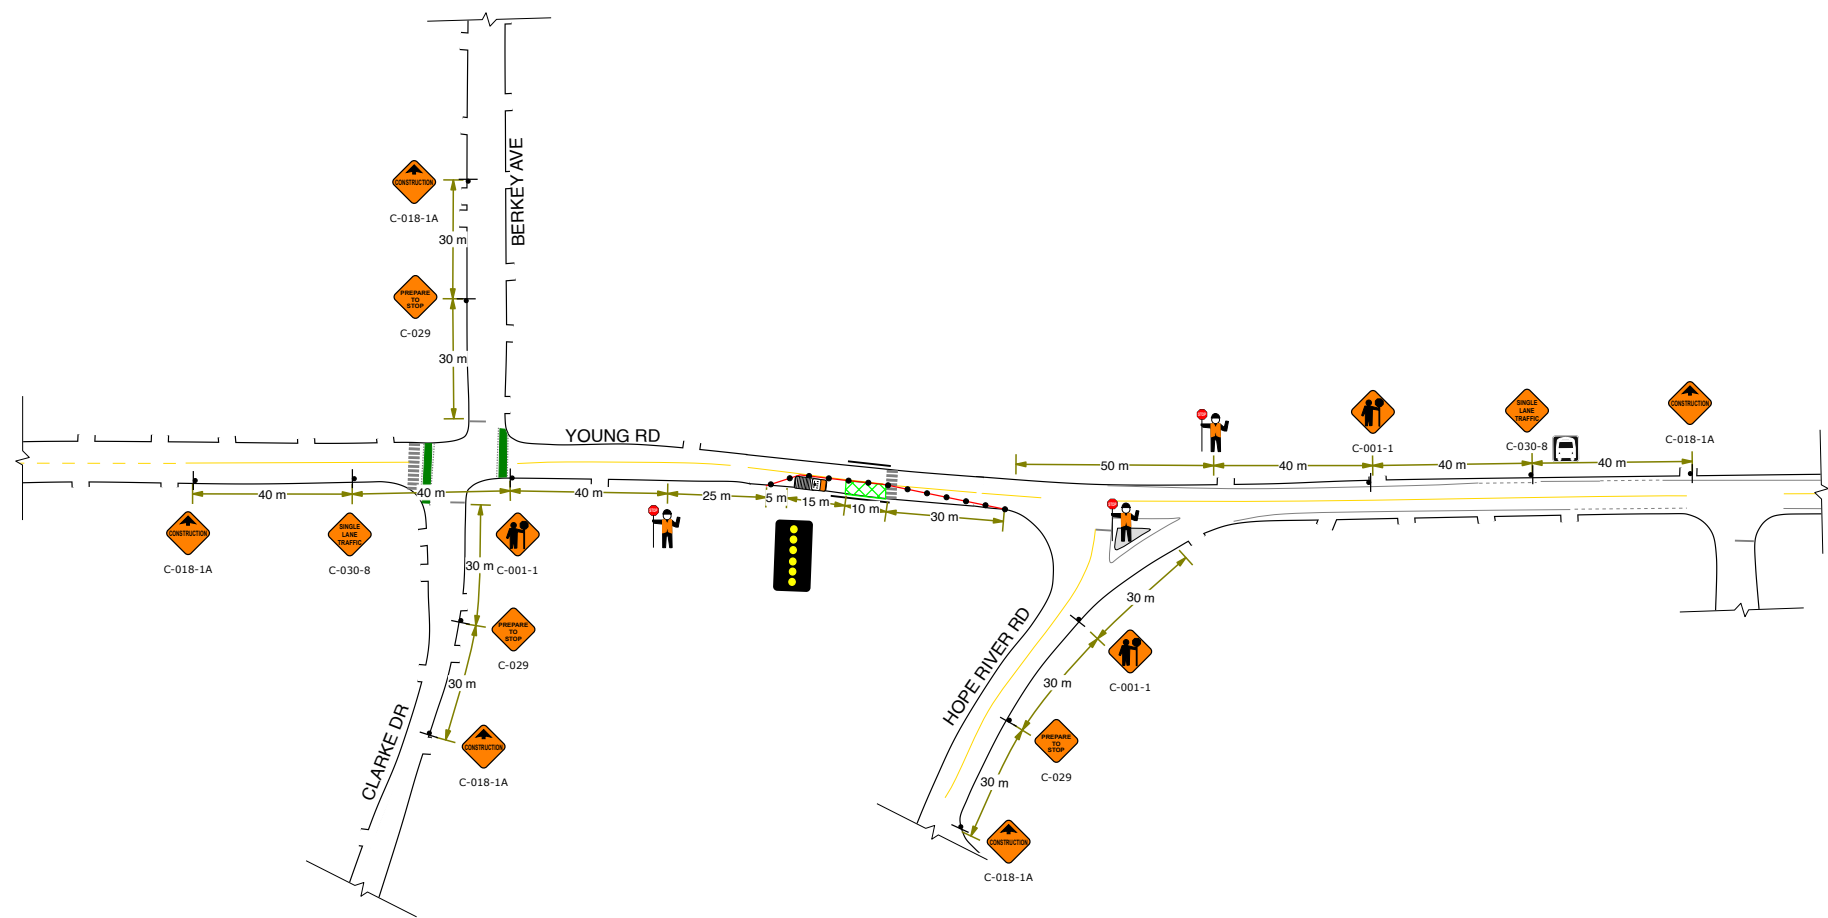 BERKEY AVE
CONSTRUCTION
C-018-1A
30 m
PREPARE
TO
STOP
C-029
30 m
YOUNG RD
40 m
40 m
40 m
25 m
5 m
15 m
10 m
30 m
CONSTRUCTION
C-018-1A
SINGLE
LANE
TRAFFIC
C-030-8
C-001-1
STOP
30 m
PREPARE
TO
STOP
C-029
30 m
CONSTRUCTION
C-018-1A
CLARKE DR
STOP
50 m
40 m
40 m
40 m
C-001-1
SINGLE
LANE
TRAFFIC
C-030-8
CONSTRUCTION
C-018-1A
STOP
HOPE RIVER RD
30 m
C-001-1
30 m
PREPARE
TO
STOP
C-029
30 m
CONSTRUCTION
C-018-1A